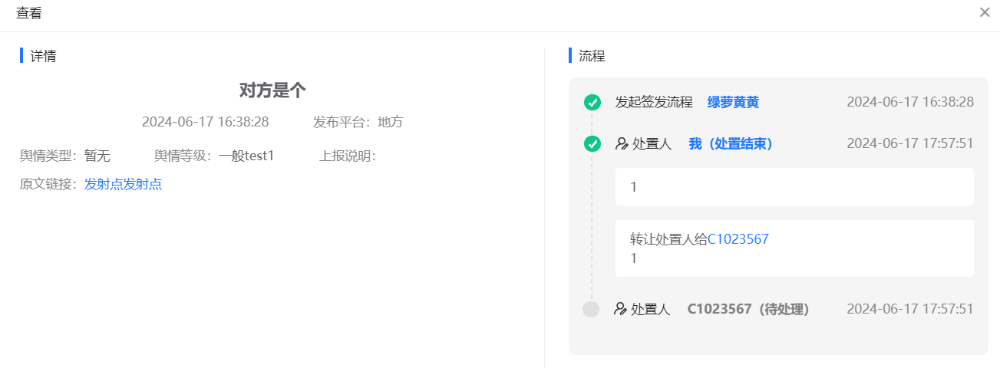 查看
详情
对方是个
2024-06-17 16:38:28 发布平台：地方
舆情类型：暂无 舆情等级：一般test1 上报说明：
原文链接：发射点发射点
流程
发起签发流程 绿萝黄黄 2024-06-17 16:38:28
处置人 我（处置结束） 2024-06-17 17:57:51
1
转让处置人给C1023567
1
处置人 C1023567（待处理） 2024-06-17 17:57:51